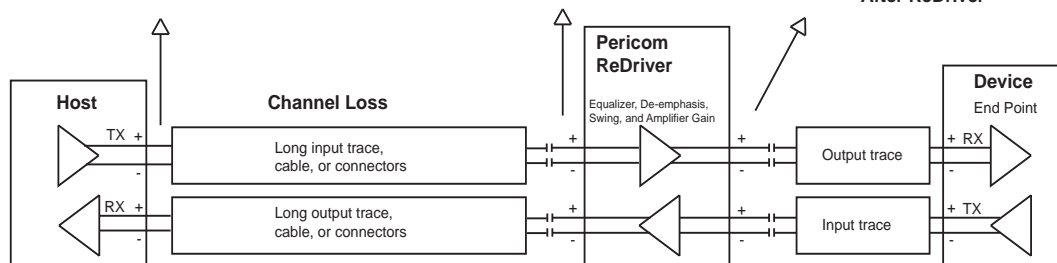 After ReDriver
Pericom
ReDriver
Device
Host
Channel Loss
End Point
Equalizer, De-emphasis,
Swing, and Amplifier Gain
TX + - Long input trace,
cable, or connectors
+ - + - Output trace
+ - RX
RX + - Long output trace,
cable, or connectors
+ - + - Input trace
+ - TX